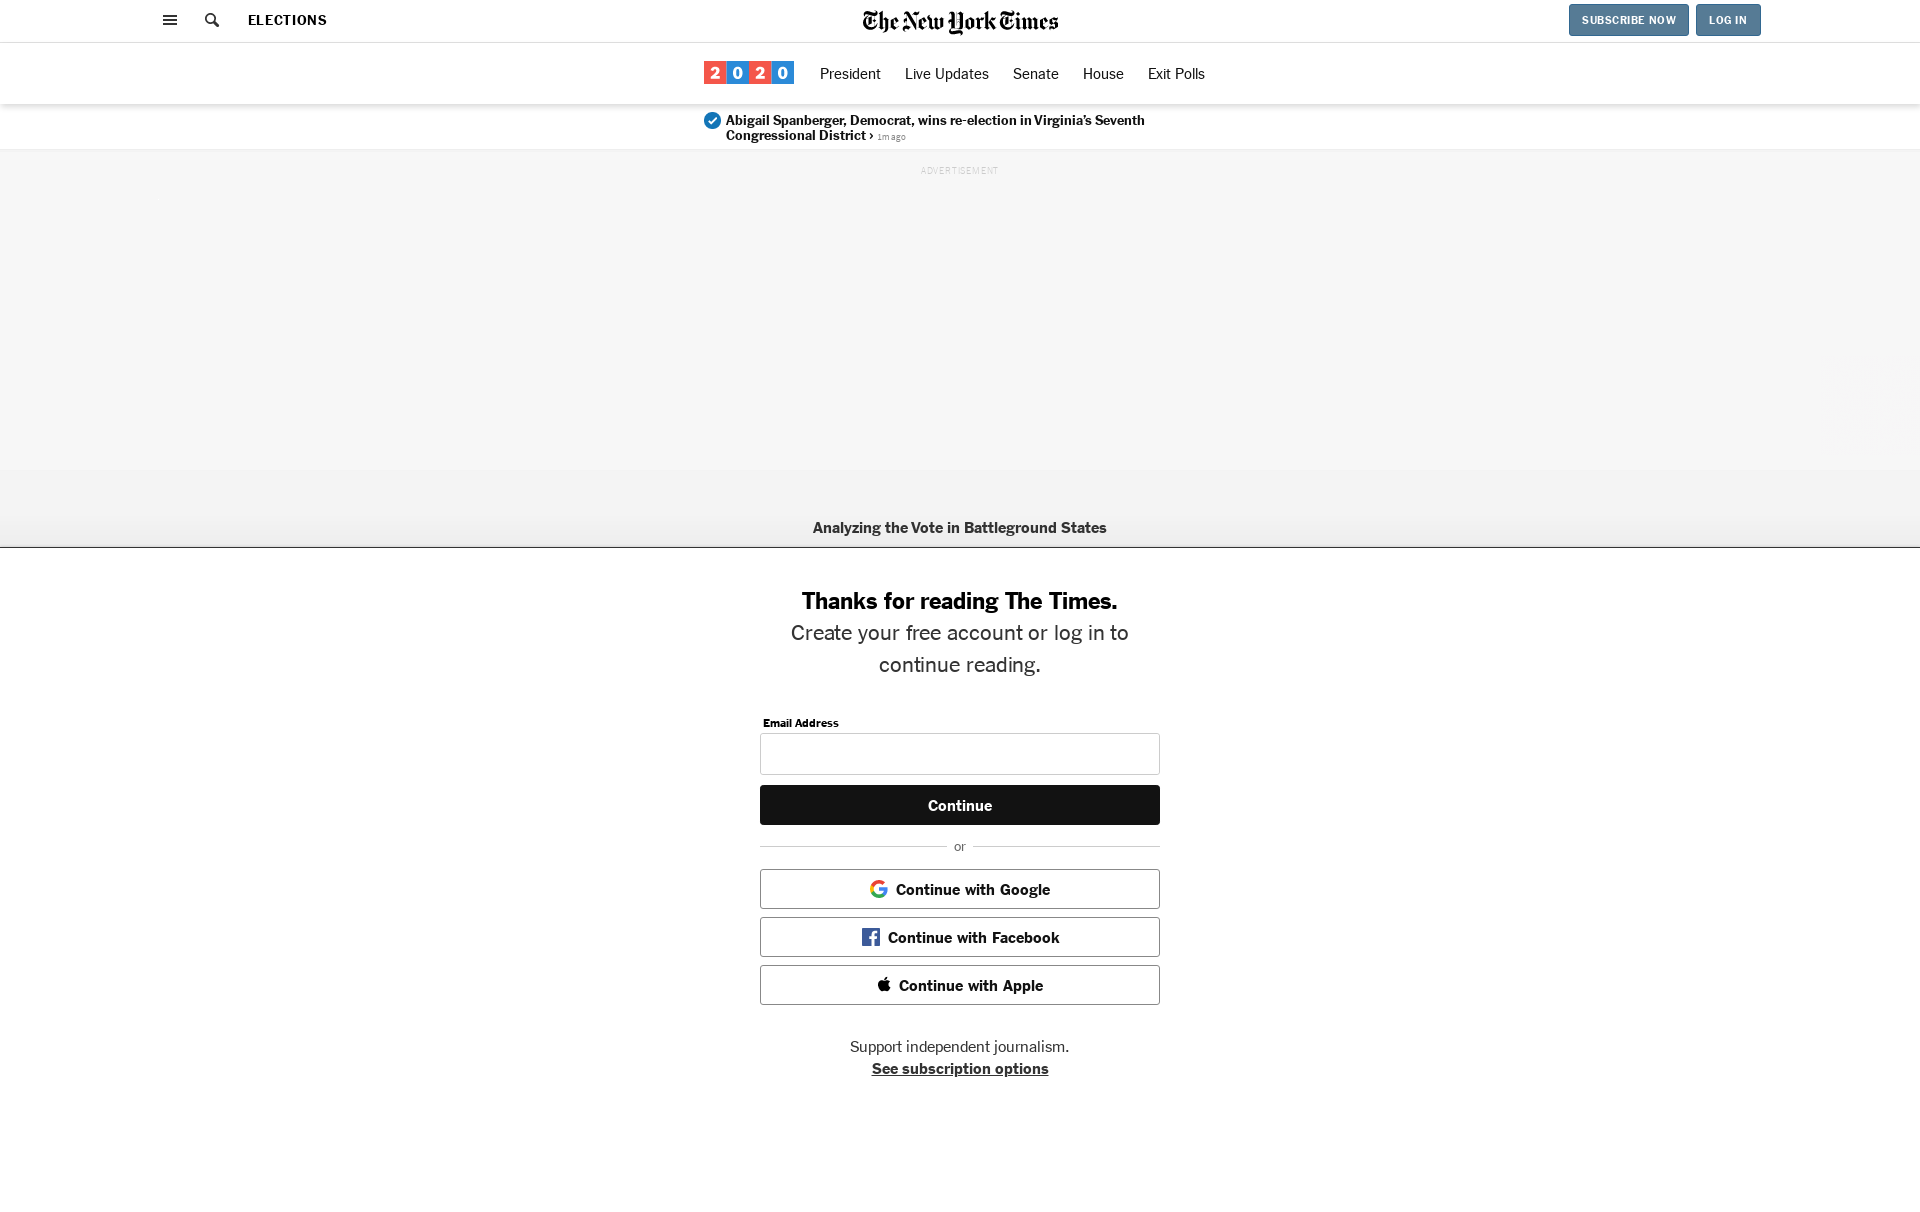 ELECTIONS
The New York Times
SUBSCRIBE NOW
LOG IN
2020
President
Live Updates
Senate
House
Exit Polls
Abigail Spanberger, Democrat, wins re-election in Virginia’s Seventh
Congressional District › 1m ago
ADVERTISEMENT
Analyzing the Vote in Battleground States
Thanks for reading The Times.
Create your free account or log in to
continue reading.
Email Address
Continue
or
Continue with Google
Continue with Facebook
Continue with Apple
Support independent journalism.
See subscription options